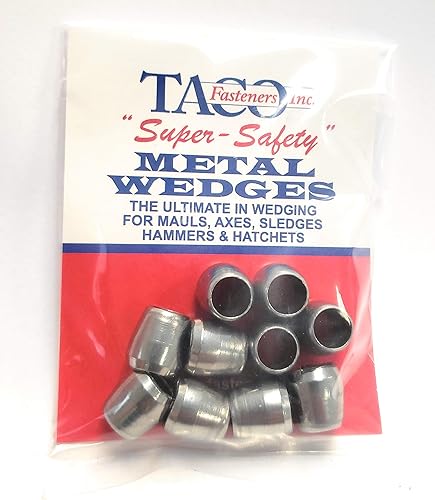 TACO Fasteners Inc.
"Super-Safety"
METAL
WEDGES
THE ULTIMATE IN WEDGING
FOR MAULS, AXES, SLEDGES
HAMMERS & HATCHETS